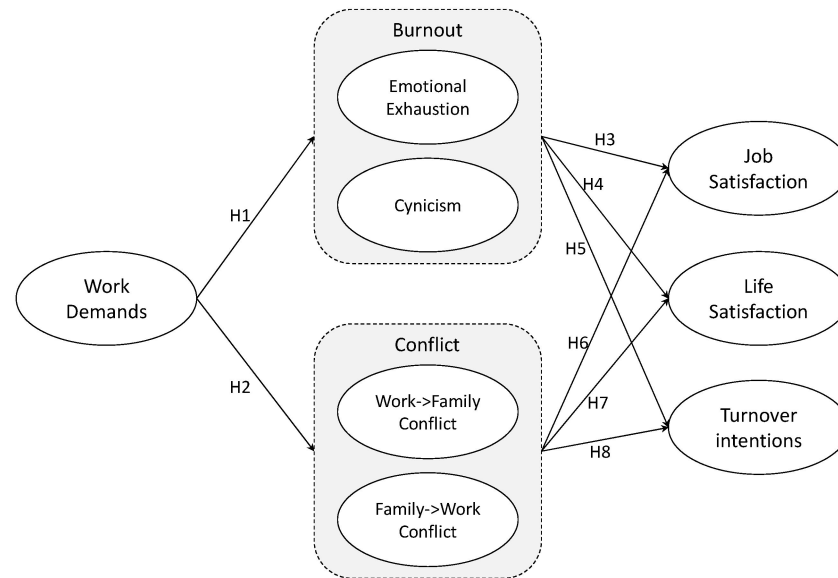 Burnout
Emotional
Exhaustion
Cynicism
H1
H3
H4
H5
Job
Satisfaction
Work
Demands
Life
Satisfaction
H2
Conflict
Work->Family
Conflict
Family->Work
Conflict
H6
H7
H8
Turnover
intentions